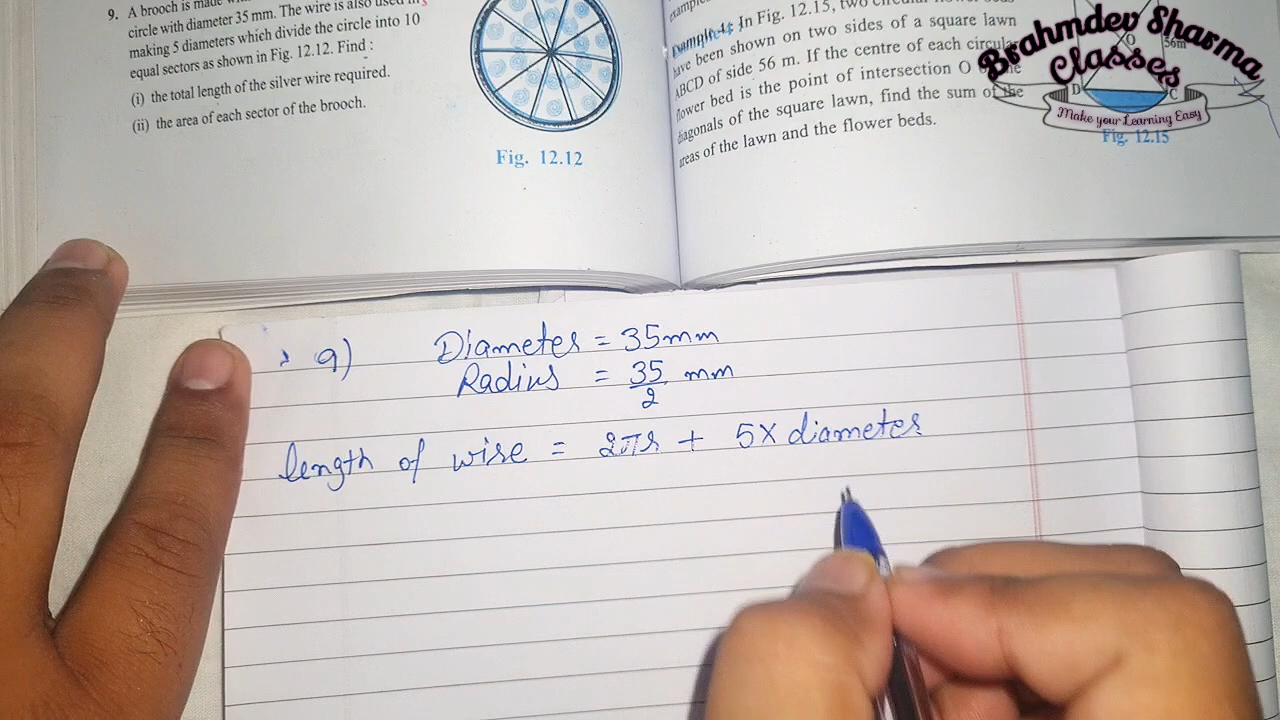 9. A brooch is made
circle with diameter 35 mm. The wire is also used in
making 5 diameters which divide the circle into 10
equal sectors as shown in Fig. 12.12. Find :
(i) the total length of the silver wire required.
(ii) the area of each sector of the brooch.
Fig. 12.12
In Fig. 12.15, two
have been shown on two sides of a square lawn
ABCD of side 56 m. If the centre of each circular
flower bed is the point of intersection O
diagonals of the square lawn, find the sum of the
areas of the lawn and the flower beds.
O
56m
D
C
Fig. 12.15
Brahmdev Sharma
Classes
Make your Learning Easy
9) Diameter = 35mm
Radius = 35/2 mm
length of wire = 2πr + 5x diameter